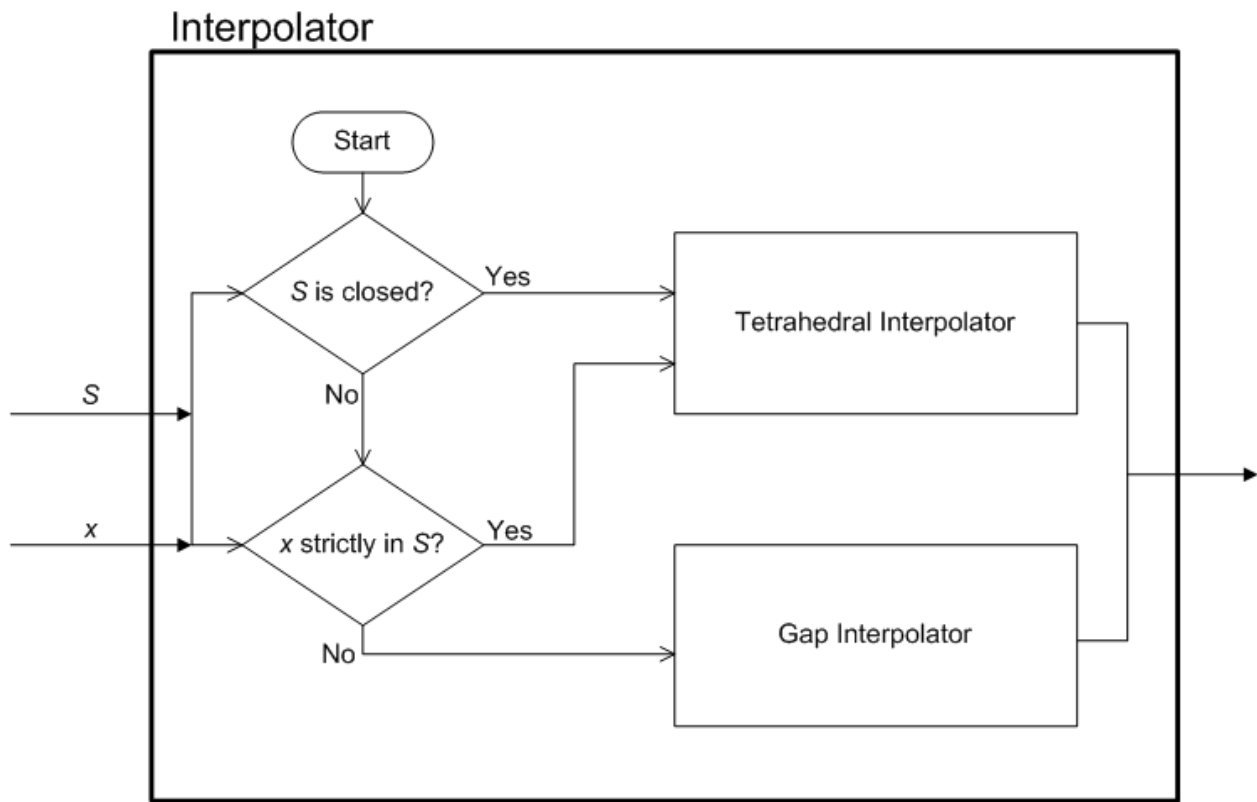 Interpolator
Start
S is closed?
Yes
Tetrahedral Interpolator
No
S
x
x strictly in S?
Yes
Gap Interpolator
No